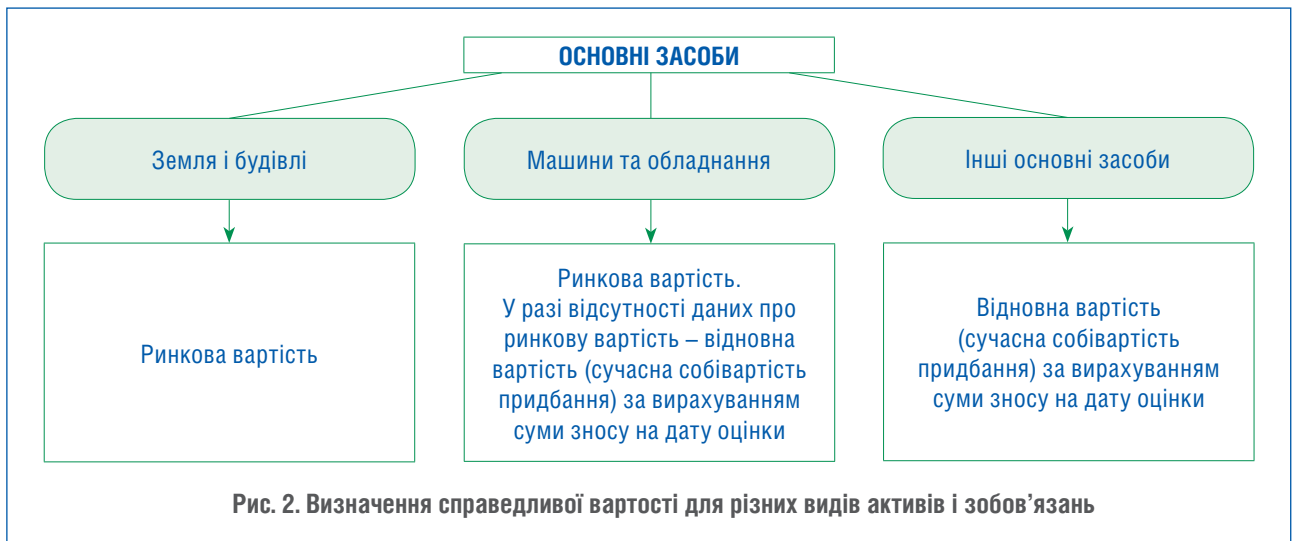 ОСНОВНІ ЗАСОБИ
Земля і будівлі
Машини та обладнання
Інші основні засоби
Ринкова вартість
Ринкова вартість.
У разі відсутності даних про
ринкову вартість – відновна
вартість (сучасна собівартість
придбання) за вирахуванням
суми зносу на дату оцінки
Відновна вартість
(сучасна собівартість
придбання) за вирахуванням
суми зносу на дату оцінки
Рис. 2. Визначення справедливої вартості для різних видів активів і зобов’язань